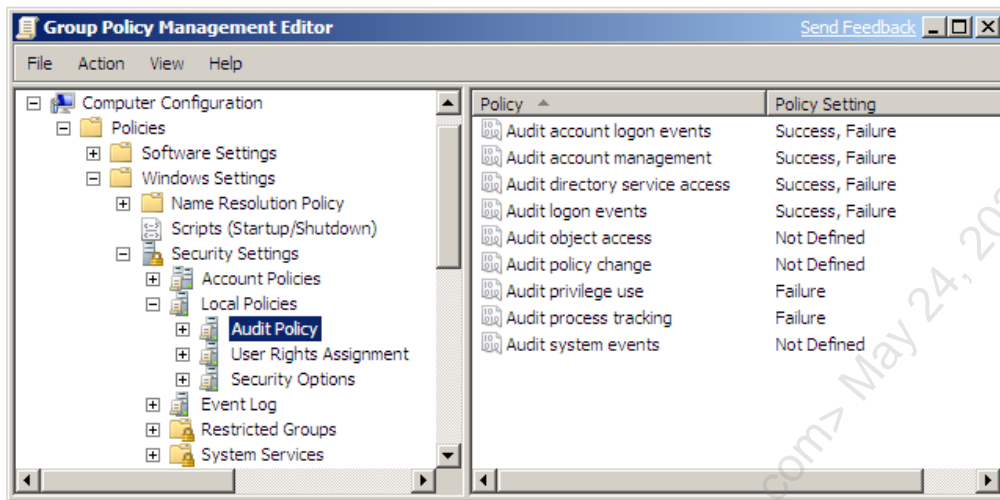 Group Policy Management Editor Send Feedback
File Action View Help
Computer Configuration
Policies
Software Settings
Windows Settings
Name Resolution Policy
Scripts (Startup/Shutdown)
Security Settings
Account Policies
Local Policies
Audit Policy
User Rights Assignment
Security Options
Event Log
Restricted Groups
System Services
Policy Policy Setting
Audit account logon events Success, Failure
Audit account management Success, Failure
Audit directory service access Success, Failure
Audit logon events Success, Failure
Audit object access Not Defined
Audit policy change Not Defined
Audit privilege use Failure
Audit process tracking Failure
Audit system events Not Defined
com> May 24,